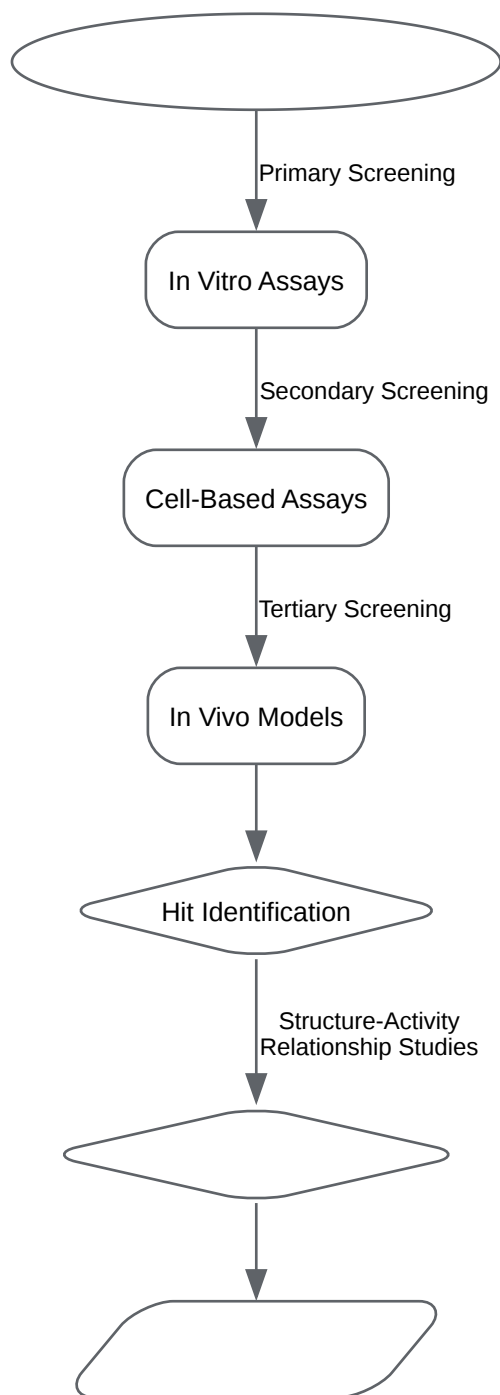 Primary Screening
In Vitro Assays
Secondary Screening
Cell-Based Assays
Tertiary Screening
In Vivo Models
Hit Identification
Structure-Activity
Relationship Studies